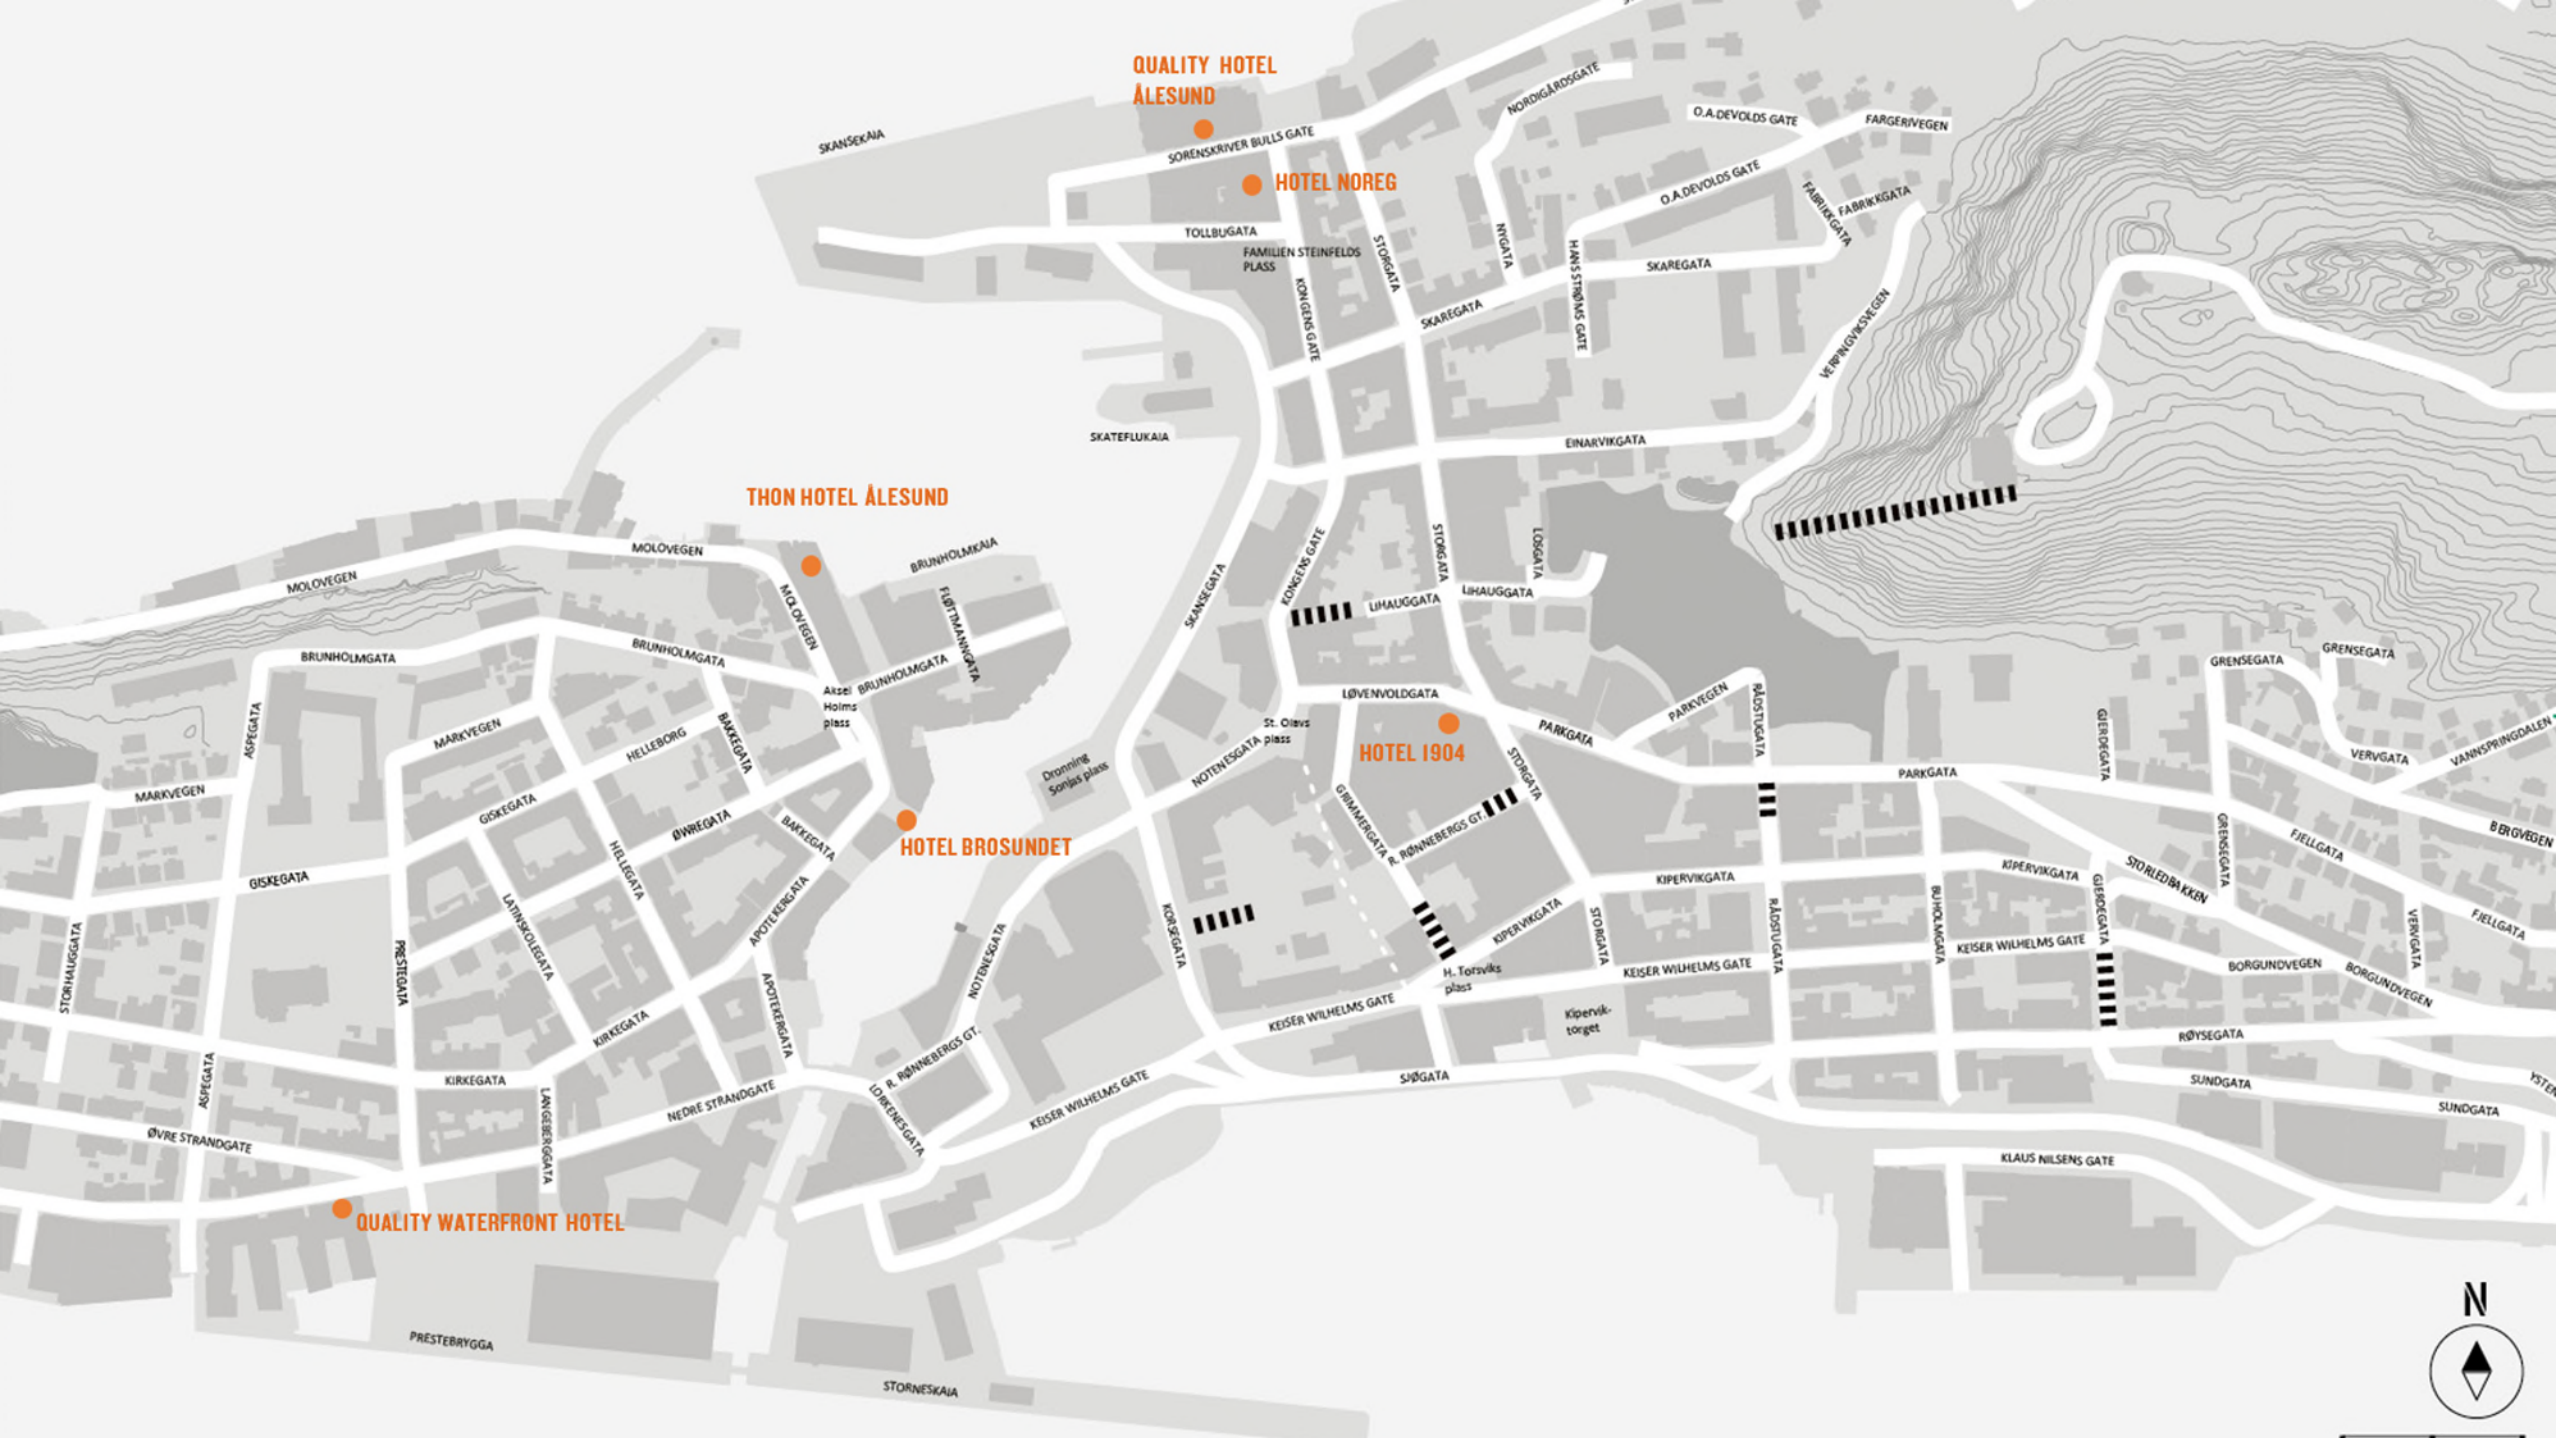 QUALITY HOTEL
ÅLESUND
SKANSEKAIA
SORENSKRIVER BULLS GATE
HOTEL NOREG
NORDIGÅRDSGATE
O.A.DEVOLDS GATE
FARGERIVEGEN
O.A.DEVOLDS GATE
FABRIKKGATA
FABRIKKGATA
TOLLBUGATA
FAMILIEN STEINFELDS
PLASS
STORGATA
NYGATA
HANS STRØMS GATE
SKAREGATA
KONGENS GATE
SKAREGATA
VERPINGVIKSVEGEN
SKATEFLUKAIA
EINARVIKGATA
THON HOTEL ÅLESUND
MOLOVEGEN
MOLOVEGEN
MOLOVEGEN
BRUNHOLMKAIA
FLØTTMANNGATA
SKANSEGATA
KONGENS GATE
STORGATA
LOSGATA
LIHAUGGATA
LIHAUGGATA
BRUNHOLMGATA
BRUNHOLMGATA
BRUNHOLMGATA
Aksel
Holms
plass
LØVENVOLDGATA
PARKVEGEN
RÅDSTUGATA
GRENSEGATA
GRENSEGATA
ASPEGATA
MARKVEGEN
HELLEBORG
BAKKEGATA
St. Olavs
plass
HOTEL 1904
PARKGATA
GJERDEGATA
VERVGATA
VANNSPRINGDALEN
MARKVEGEN
GISKEGATA
ØWREGATA
BAKKEGATA
Dronning
Sonjas plass
NOTENESGATA
GRIMMERGATA
R. RØNNEBERGS GT.
STORGATA
PARKGATA
HOTEL BROSUNDET
GRENSEGATA
FJELLGATA
BERGVEGEN
GISKEGATA
HELLEGATA
KIPERVIKGATA
KIPERVIKGATA
STORLEDBAKKEN
STORHAUGGATA
PRESTEGATA
LATINSKOLEGATA
APOTEKERGATA
NOTENESGATA
KORSEGATA
KIPERVIKGATA
STORGATA
RÅDSTUGATA
BUHOLMGATA
GJERDEGATA
VERVGATA
FJELLGATA
KEISER WILHELMS GATE
KEISER WILHELMS GATE
BORGUNDVEGEN
BORGUNDVEGEN
H. Torsviks
plass
KEISER WILHELMS GATE
Kipervik-
torget
APOTEKERGATA
KIRKEGATA
RØYSEGATA
ASPEGATA
KIRKEGATA
LANGEBERGGATA
NEDRE STRANDGATE
R. RØNNEBERGS GT.
LORKENESGATA
KEISER WILHELMS GATE
SJØGATA
SUNDGATA
SUNDGATA
ØVRE STRANDGATE
KLAUS NILSENS GATE
QUALITY WATERFRONT HOTEL
PRESTEBRYGGA
STORNESKAIA
N